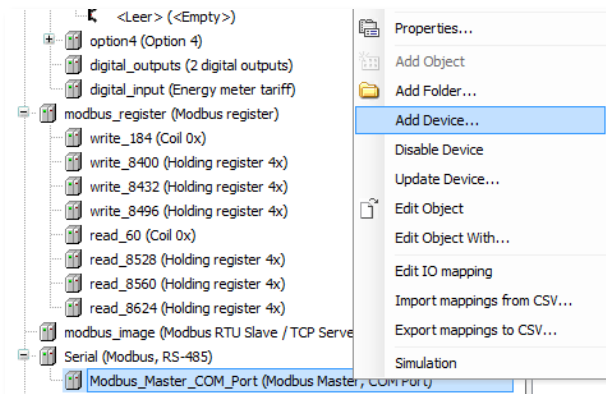 <Leer> (<Empty>)
option4 (Option 4)
digital_outputs (2 digital outputs)
digital_input (Energy meter tariff)
modbus_register (Modbus register)
write_184 (Coil 0x)
write_8400 (Holding register 4x)
write_8432 (Holding register 4x)
write_8496 (Holding register 4x)
read_60 (Coil 0x)
read_8528 (Holding register 4x)
read_8560 (Holding register 4x)
read_8624 (Holding register 4x)
modbus_image (Modbus RTU Slave / TCP Serve
Serial (Modbus, RS-485)
Modbus_Master_COM_Port (Modbus Master, COM Port)
Properties...
Add Object
Add Folder...
Add Device...
Disable Device
Update Device...
Edit Object
Edit Object With...
Edit IO mapping
Import mappings from CSV...
Export mappings to CSV...
Simulation